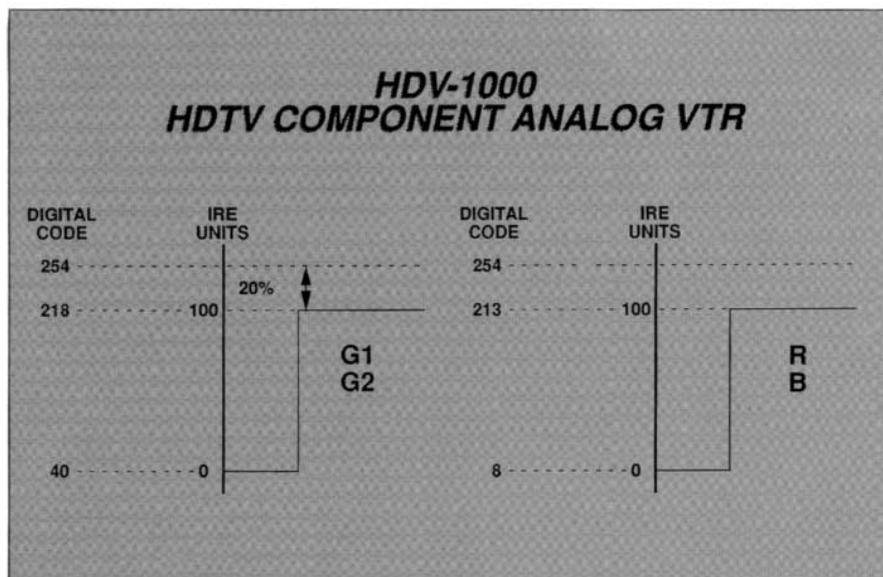 HDV-1000
HDTV COMPONENT ANALOG VTR
DIGITAL
CODE
IRE
UNITS
254
20%
218
100
G1
G2
40
0
DIGITAL
CODE
IRE
UNITS
254
213
100
R
B
8
0